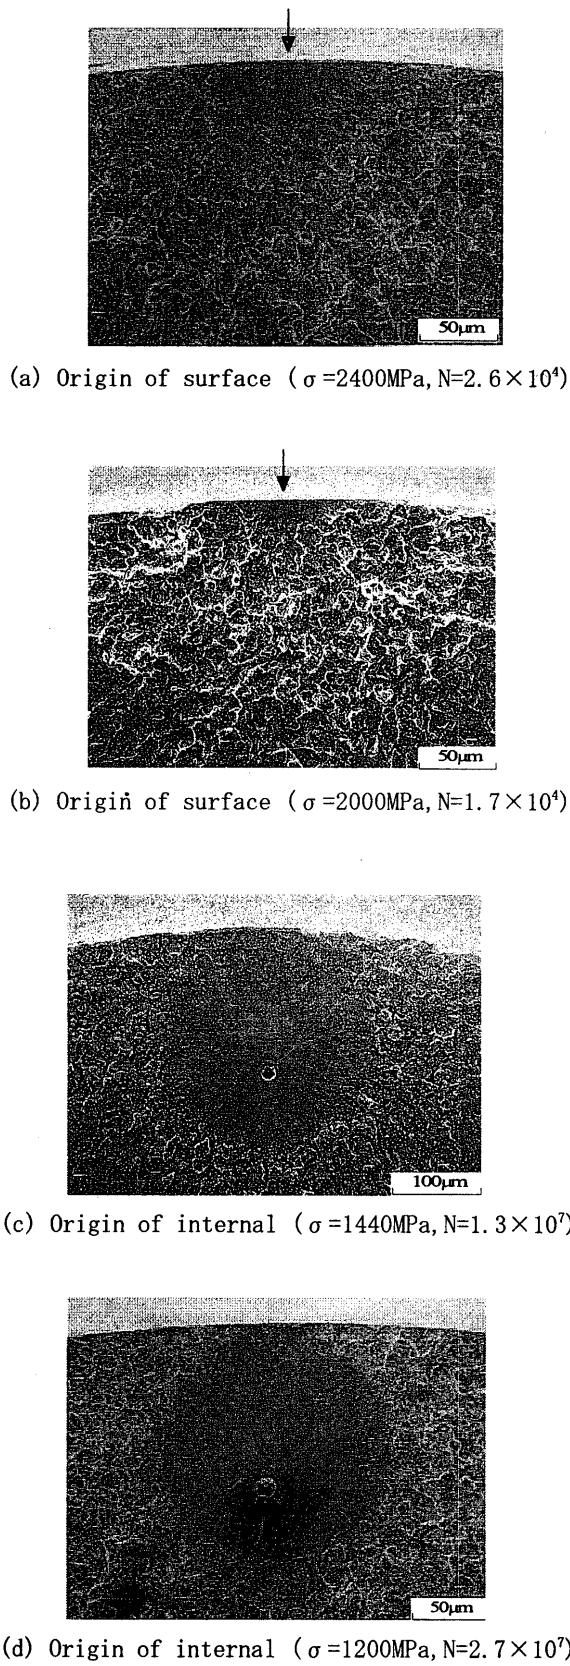 50μm
(a) Origin of surface (σ=2400MPa, N=2.6×10⁴)
50μm
(b) Origin of surface (σ=2000MPa, N=1.7×10⁴)
100μm
(c) Origin of internal (σ=1440MPa, N=1.3×10⁷)
50μm
(d) Origin of internal (σ=1200MPa, N=2.7×10⁷)